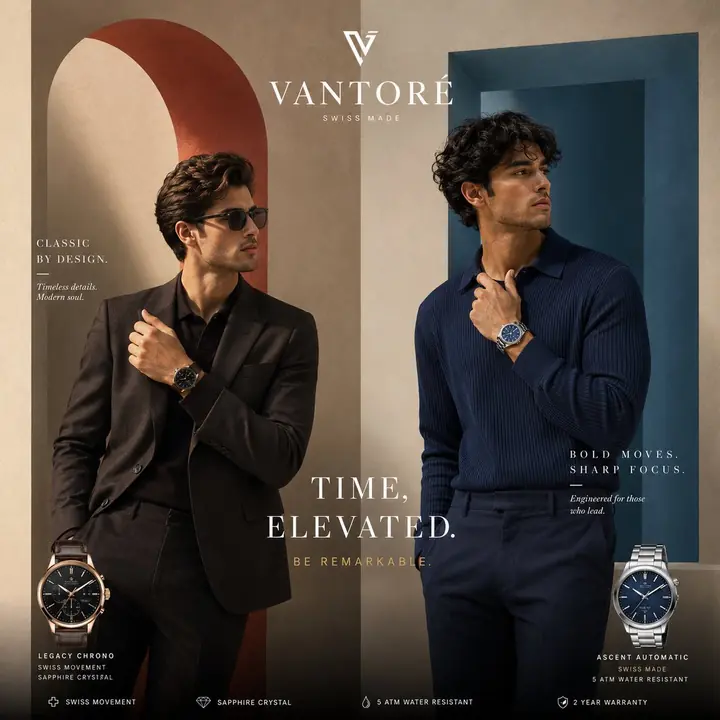 VANTORÉ
SWISS MADE
CLASSIC
BY DESIGN.
Timeless details.
Modern soul.
BOLD MOVES.
SHARP FOCUS.
Engineered for those
who lead.
TIME,
ELEVATED.
BE REMARKABLE.
LEGACY CHRONO
SWISS MOVEMENT
SAPPHIRE CRYSTAL
ASCENT AUTOMATIC
SWISS MADE
5 ATM WATER RESISTANT
SWISS MOVEMENT
SAPPHIRE CRYSTAL
5 ATM WATER RESISTANT
2 YEAR WARRANTY